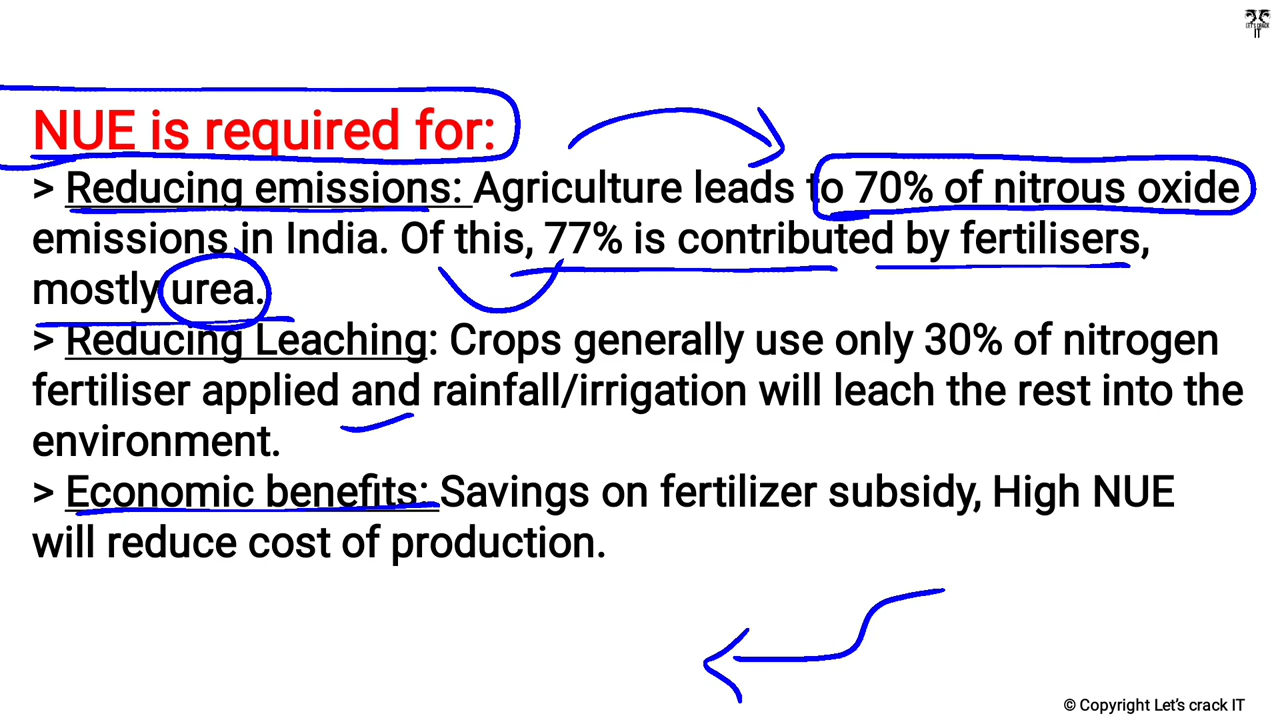 LET'S CRACK
IT
NUE is required for:
> Reducing emissions: Agriculture leads to 70% of nitrous oxide
emissions in India. Of this, 77% is contributed by fertilisers,
mostly urea.
> Reducing Leaching: Crops generally use only 30% of nitrogen
fertiliser applied and rainfall/irrigation will leach the rest into the
environment.
> Economic benefits: Savings on fertilizer subsidy, High NUE
will reduce cost of production.
© Copyright Let's crack IT